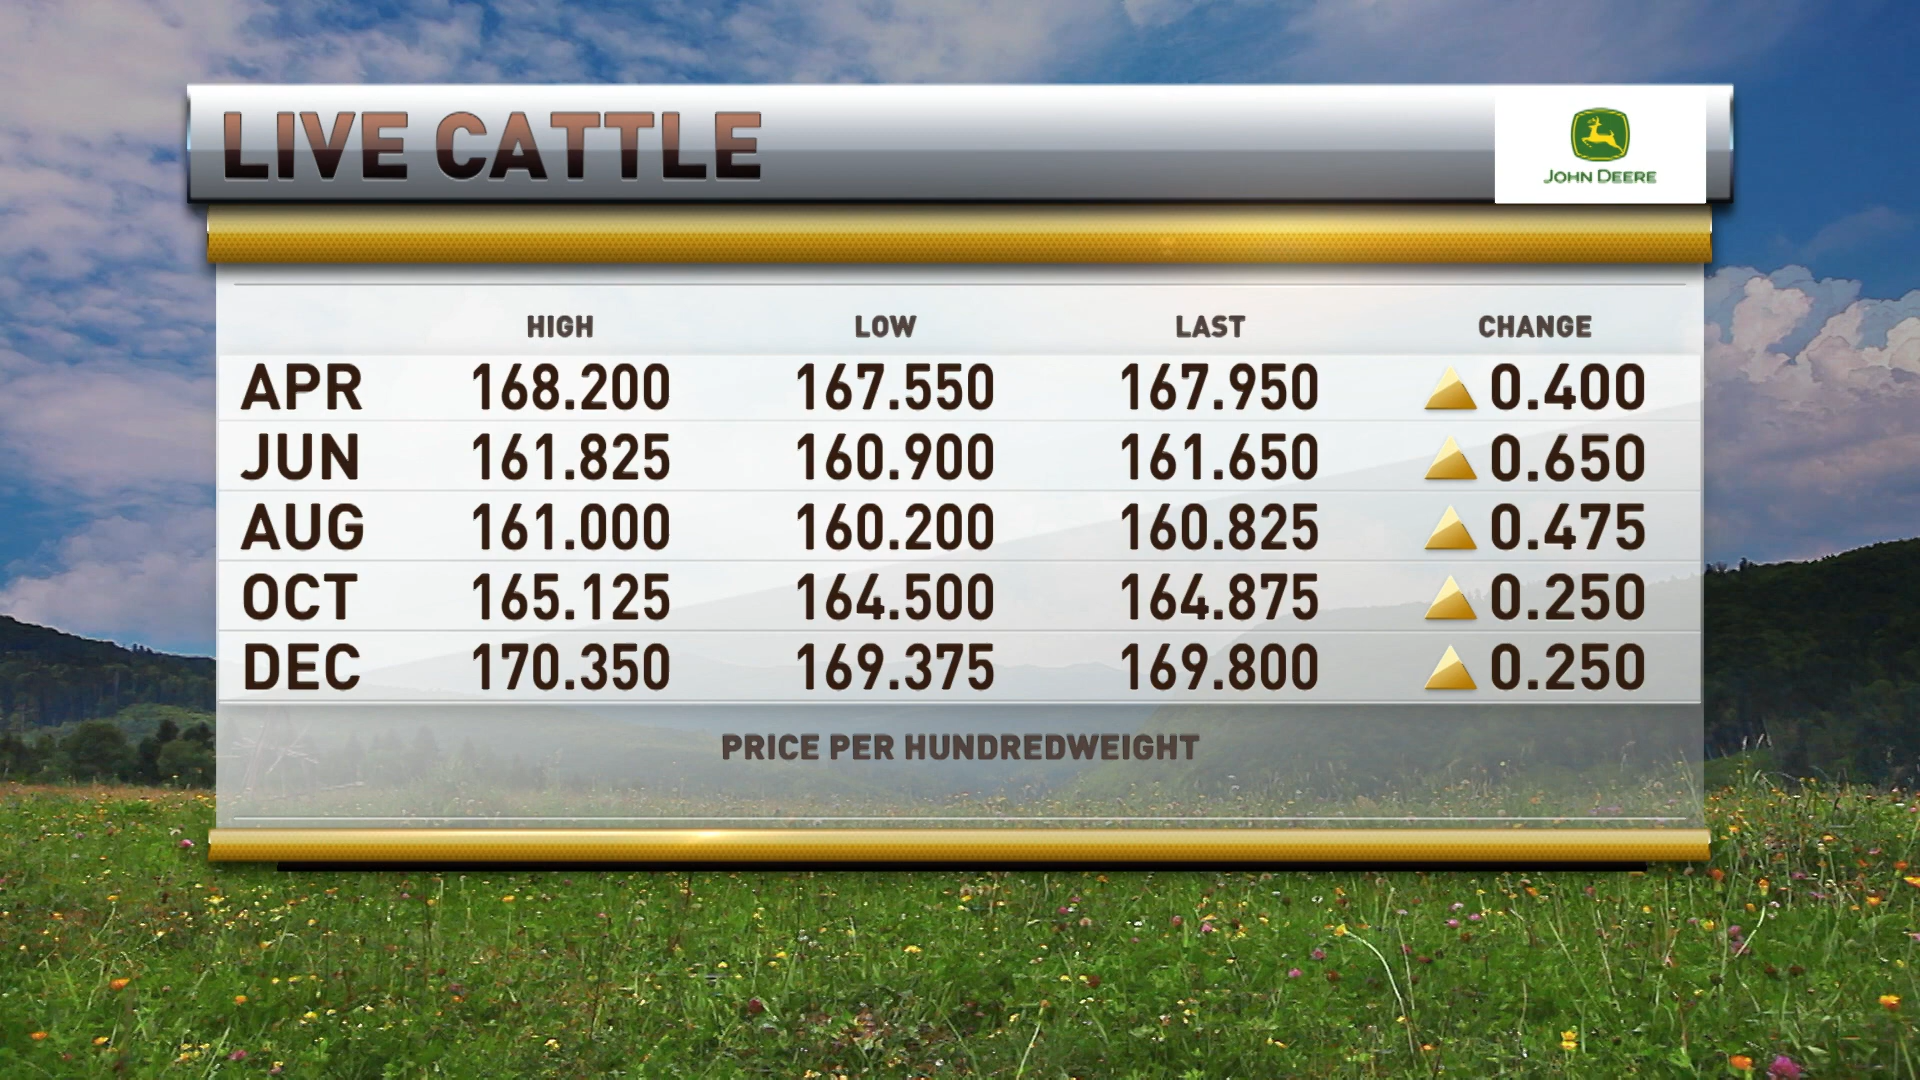 LIVE CATTLE
JOHN DEERE
HIGH LOW LAST CHANGE
APR 168.200 167.550 167.950 0.400
JUN 161.825 160.900 161.650 0.650
AUG 161.000 160.200 160.825 0.475
OCT 165.125 164.500 164.875 0.250
DEC 170.350 169.375 169.800 0.250
PRICE PER HUNDREDWEIGHT